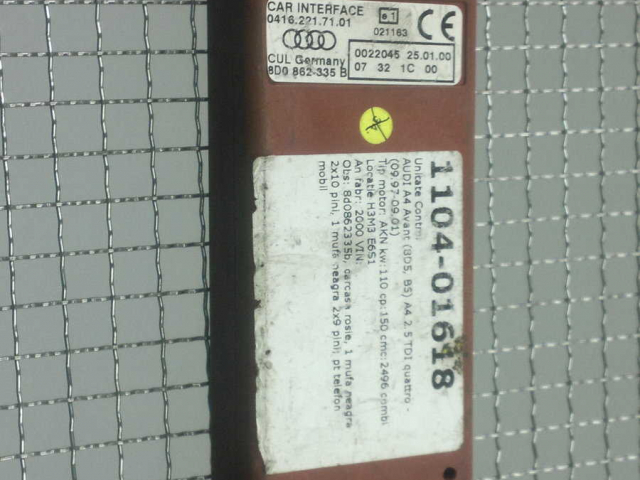 CAR INTERFACE
0416.221.71.01
e1
021163
CE
CUL Germany
8D0 862 335 B
0022045 25.01.00
07 32 1C 00
1104-01618
Unitate Control
AUDI A4 Avant (8D5, B5) A4 2.5 TDI quattro -
(09.97-09.01)
Tip motor: AKN kw:110 cp:150 cmc:2496 combi
Locatie H3M3 E6S1
An fabr: 2000 VIN:
Obs: 8d0862335b, carcasa rosie, 1 mufa neagra
2x10 pini, 1 mufa neagra 2x9 pini; pt telefon
mobil